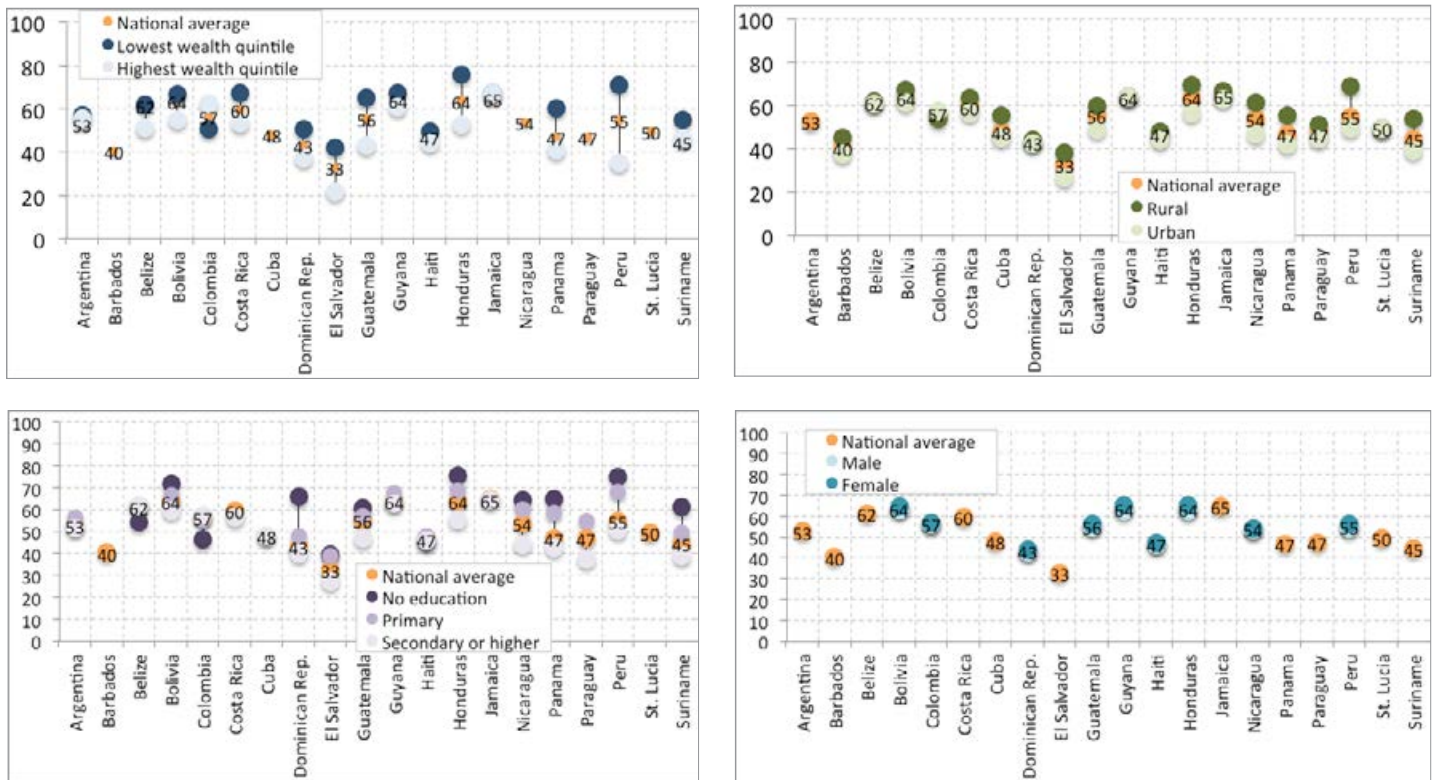 100
80
60
40
20
0
National average
Lowest wealth quintile
Highest wealth quintile
53
40
62
64
57
60
48
43
33
56
64
47
64
65
54
47
47
55
50
45
Argentina
Barbados
Belize
Bolivia
Colombia
Costa Rica
Cuba
Dominican Rep.
El Salvador
Guatemala
Guyana
Haiti
Honduras
Jamaica
Nicaragua
Panama
Paraguay
Peru
St. Lucia
Suriname
100
80
60
40
20
0
53
40
62
64
57
60
48
43
33
56
64
47
64
65
54
47
47
55
50
45
National average
Rural
Urban
Argentina
Barbados
Belize
Bolivia
Colombia
Costa Rica
Cuba
Dominican Rep.
El Salvador
Guatemala
Guyana
Haiti
Honduras
Jamaica
Nicaragua
Panama
Paraguay
Peru
St. Lucia
Suriname
100
90
80
70
60
50
40
30
20
10
0
53
40
62
64
57
60
48
43
33
56
64
47
64
65
54
47
47
55
50
45
National average
No education
Primary
Secondary or higher
Argentina
Barbados
Belize
Bolivia
Colombia
Costa Rica
Cuba
Dominican Rep.
El Salvador
Guatemala
Guyana
Haiti
Honduras
Jamaica
Nicaragua
Panama
Paraguay
Peru
St. Lucia
Suriname
100
90
80
70
60
50
40
30
20
10
0
National average
Male
Female
53
40
62
64
57
60
48
43
33
56
64
47
64
65
54
47
47
55
50
45
Argentina
Barbados
Belize
Bolivia
Colombia
Costa Rica
Cuba
Dominican Rep.
El Salvador
Guatemala
Guyana
Haiti
Honduras
Jamaica
Nicaragua
Panama
Paraguay
Peru
St. Lucia
Suriname